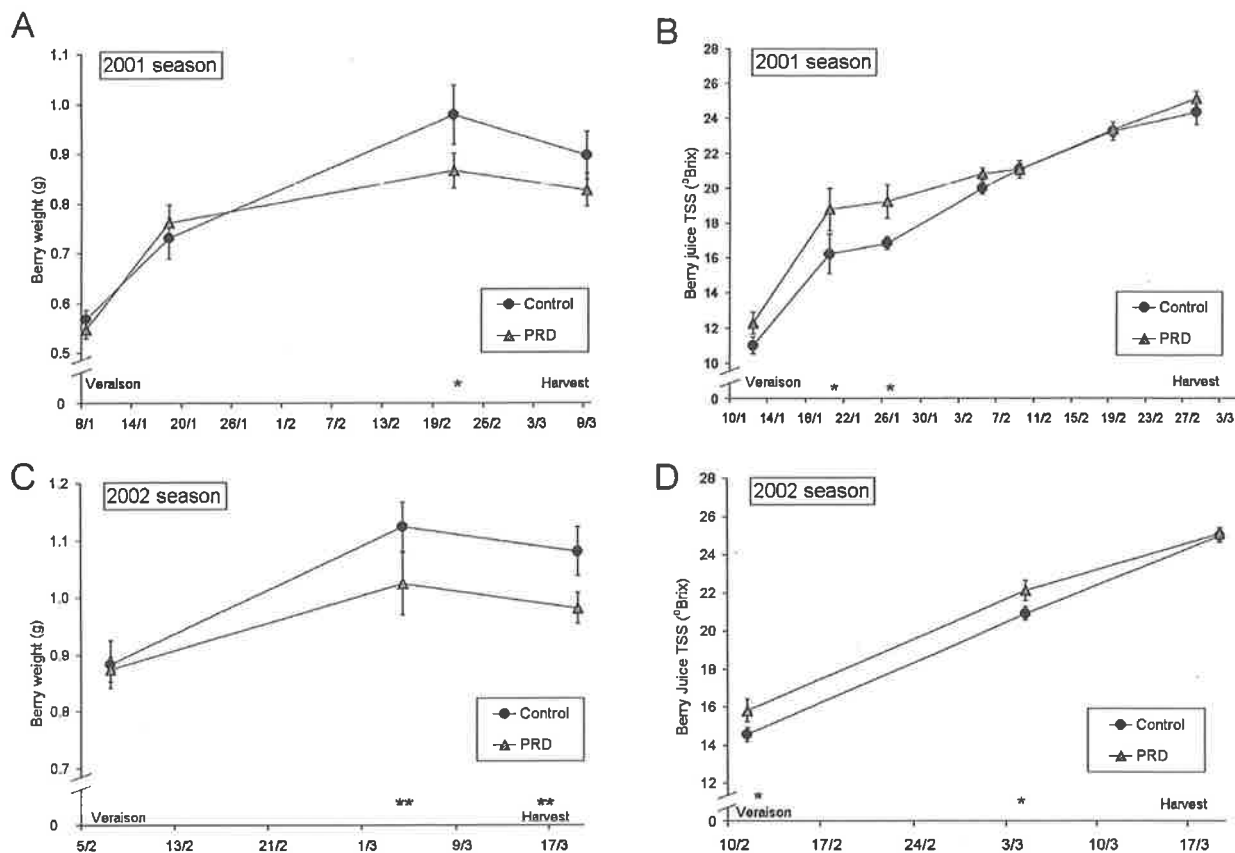 A
2001 season
Berry weight (g)
1.1
1.0
0.9
0.8
0.7
0.6
0.5
0
Control
PRD
Veraison
*
Harvest
8/1 14/1 20/1 26/1 1/2 7/2 13/2 19/2 25/2 3/3 9/3
B
2001 season
Berry juice TSS (⁰Brix)
28
26
24
22
20
18
16
14
12
10
0
Control
PRD
Veraison
* *
Harvest
10/1 14/1 18/1 22/1 26/1 30/1 3/2 7/2 11/2 15/2 19/2 23/2 27/2 3/3
C
2002 season
Berry weight (g)
1.2
1.1
1.0
0.9
0.8
0.7
0
Control
PRD
** **
Veraison
Harvest
5/2 13/2 21/2 1/3 9/3 17/3
D
2002 season
Berry Juice TSS (⁰Brix)
28
26
24
22
20
18
16
14
12
0
Control
PRD
* *
Veraison
Harvest
10/2 17/2 24/2 3/3 10/3 17/3